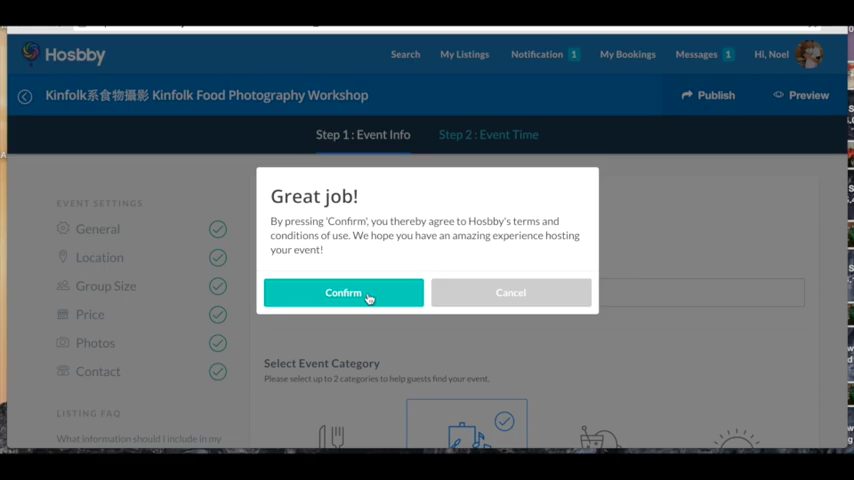 Hosbby
Search
My Listings
Notification 1
My Bookings
Messages 1
Hi, Noel
Kinfolk系食物攝影 Kinfolk Food Photography Workshop
Publish
Preview
Step 1 : Event Info
Step 2 : Event Time
Great job!
By pressing 'Confirm', you thereby agree to Hosbby's terms and
conditions of use. We hope you have an amazing experience hosting
your event!
Confirm
Cancel
EVENT SETTINGS
General
Location
Group Size
Price
Photos
Contact
LISTING FAQ
What information should I include in my
Select Event Category
Please select up to 2 categories to help guests find your event.